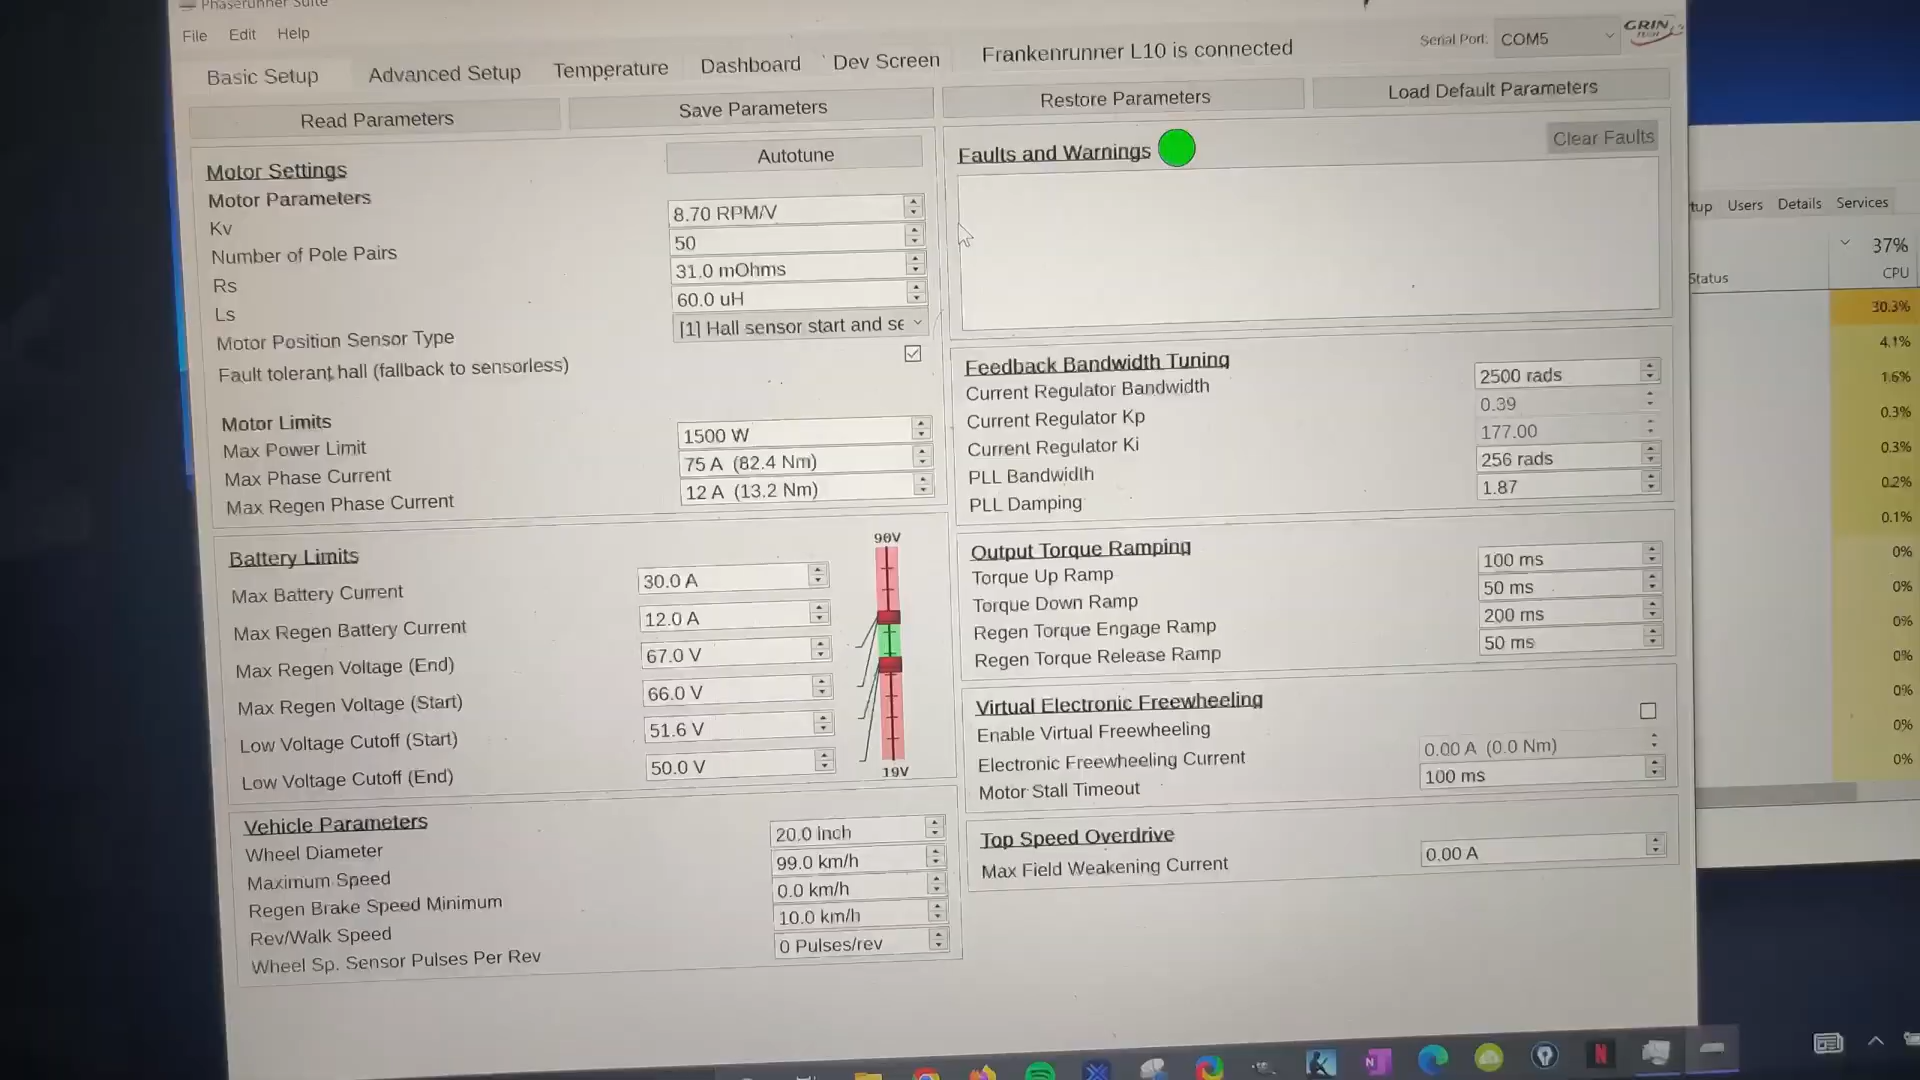 Phaserunner Suite
File Edit Help
Basic Setup Advanced Setup Temperature Dashboard Dev Screen Frankenrunner L10 is connected Serial Port: COM5 GRIN TECH
Read Parameters Save Parameters Restore Parameters Load Default Parameters
Motor Settings Autotune
Motor Parameters
Kv 8.70 RPM/V
Number of Pole Pairs 50
Rs 31.0 mOhms
Ls 60.0 uH
Motor Position Sensor Type [1] Hall sensor start and se
Fault tolerant hall (fallback to sensorless)
Motor Limits
Max Power Limit 1500 W
Max Phase Current 75 A (82.4 Nm)
Max Regen Phase Current 12 A (13.2 Nm)
Battery Limits
90V
Max Battery Current 30.0 A
Max Regen Battery Current 12.0 A
Max Regen Voltage (End) 67.0 V
Max Regen Voltage (Start) 66.0 V
Low Voltage Cutoff (Start) 51.6 V
Low Voltage Cutoff (End) 50.0 V
19V
Vehicle Parameters
Wheel Diameter 20.0 inch
Maximum Speed 99.0 km/h
Regen Brake Speed Minimum 0.0 km/h
Rev/Walk Speed 10.0 km/h
Wheel Sp. Sensor Pulses Per Rev 0 Pulses/rev
Faults and Warnings Clear Faults
Feedback Bandwidth Tuning
Current Regulator Bandwidth 2500 rads
Current Regulator Kp 0.39
Current Regulator Ki 177.00
PLL Bandwidth 256 rads
PLL Damping 1.87
Output Torque Ramping
Torque Up Ramp 100 ms
Torque Down Ramp 50 ms
Regen Torque Engage Ramp 200 ms
Regen Torque Release Ramp 50 ms
Virtual Electronic Freewheeling
Enable Virtual Freewheeling
Electronic Freewheeling Current 0.00 A (0.0 Nm)
Motor Stall Timeout 100 ms
Top Speed Overdrive
Max Field Weakening Current 0.00 A
tup Users Details Services
37%
Status CPU
30.3%
4.1%
1.6%
0.3%
0.3%
0.2%
0.1%
0%
0%
0%
0%
0%
0%
0%